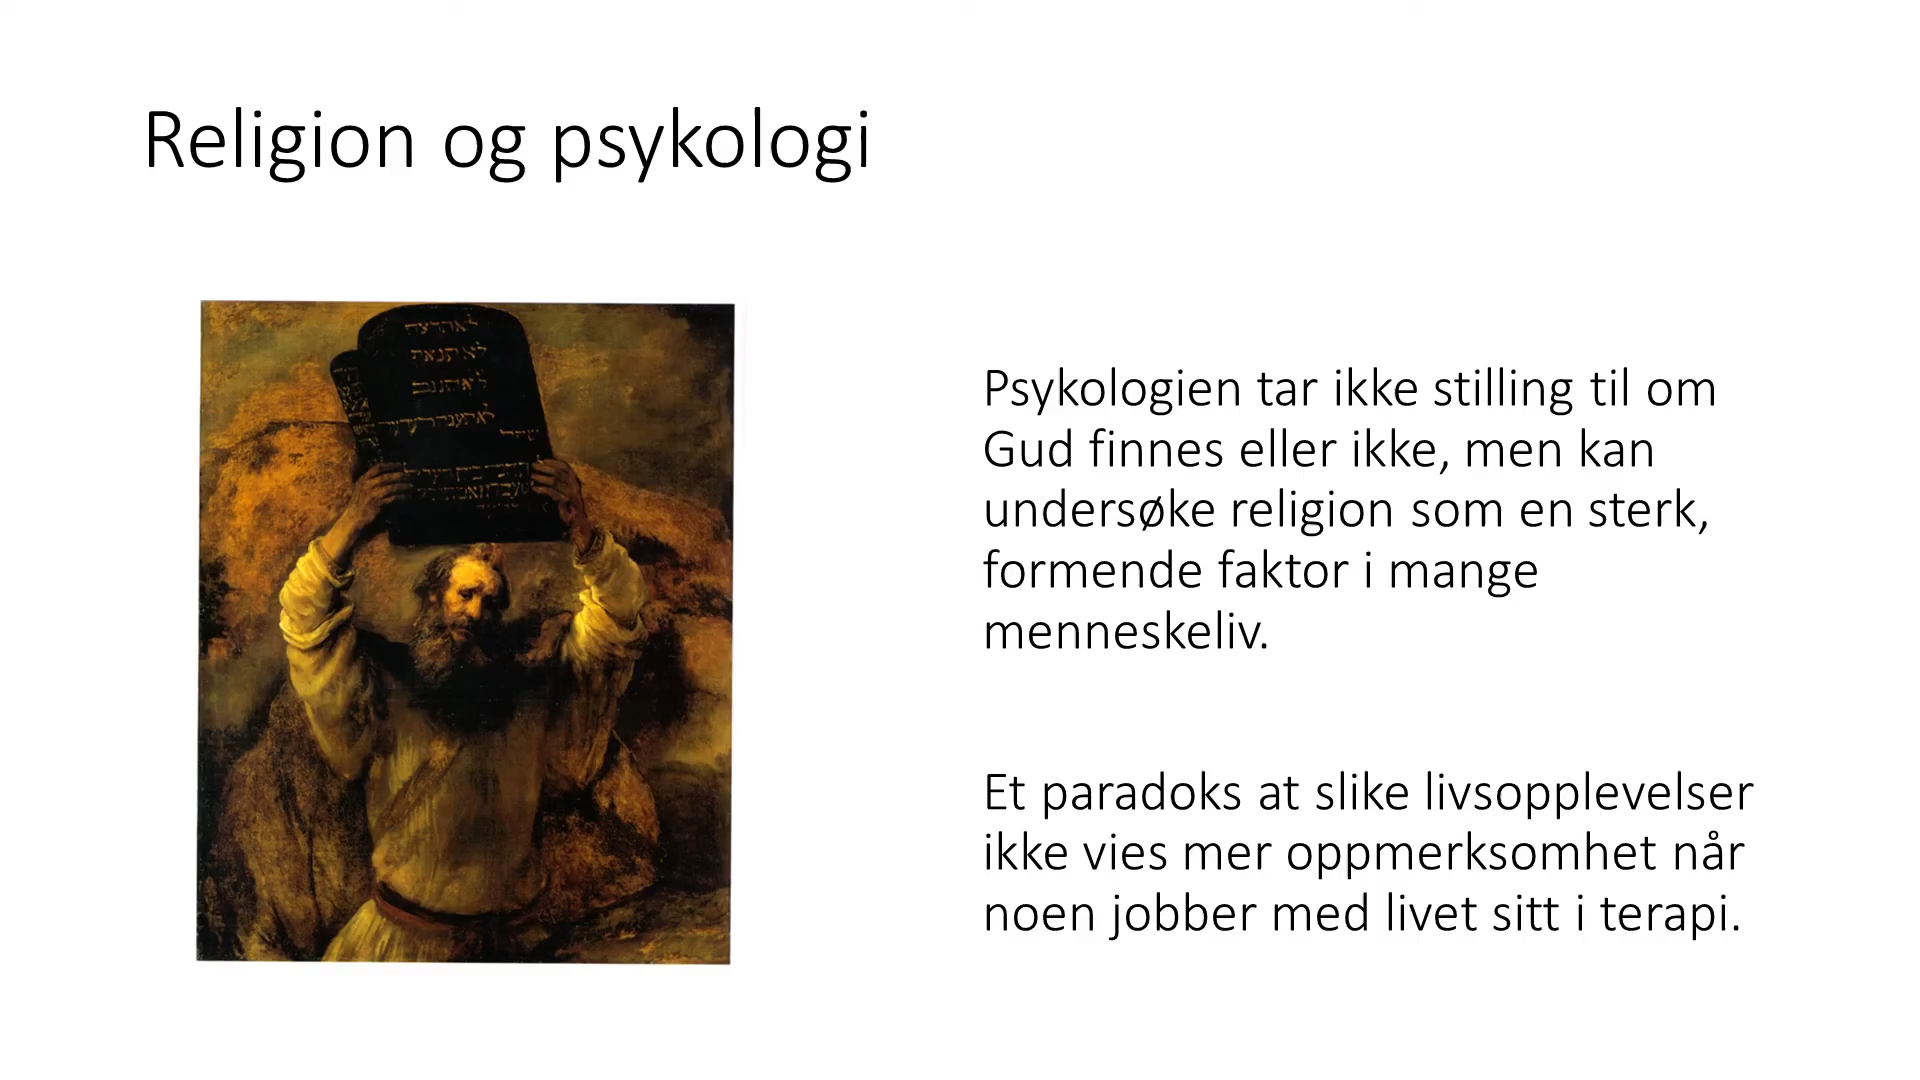 Religion og psykologi
Psykologien tar ikke stilling til om
Gud finnes eller ikke, men kan
undersøke religion som en sterk,
formende faktor i mange
menneskeliv.
Et paradoks at slike livsopplevelser
ikke vies mer oppmerksomhet når
noen jobber med livet sitt i terapi.